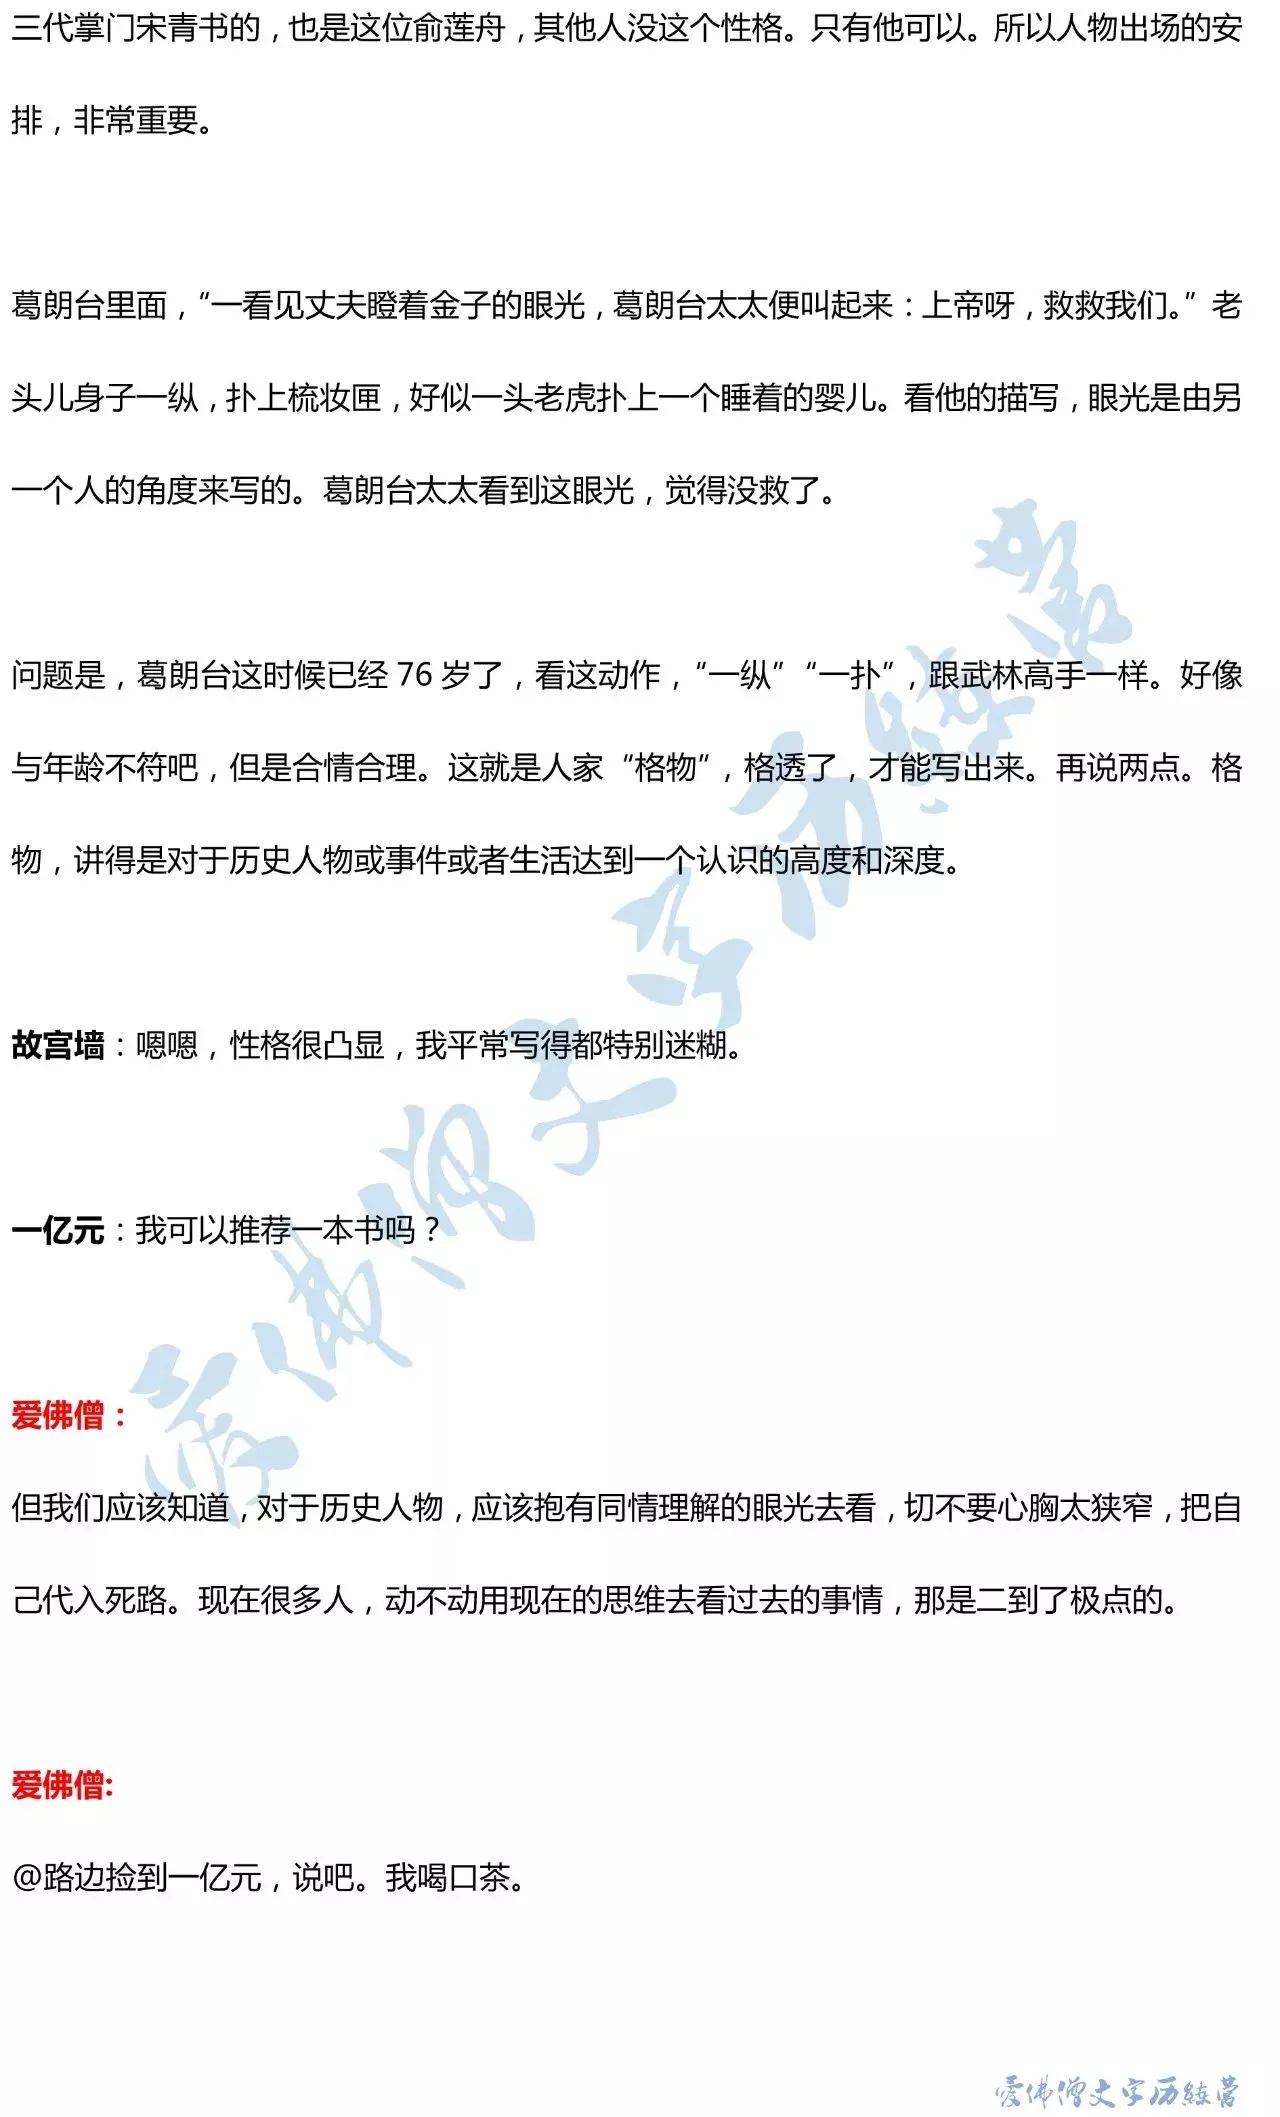 三代掌门宋青书的，也是这位俞莲舟，其他人没这个性格。只有他可以。所以人物出场的安
排，非常重要。
葛朗台里面，“一看见丈夫瞪着金子的眼光，葛朗台太太便叫起来：上帝呀，救救我们。”老
头儿身子一纵，扑上梳妆匣，好似一头老虎扑上一个睡着的婴儿。看他的描写，眼光是由另
一个人的角度来写的。葛朗台太太看到这眼光，觉得没救了。
问题是，葛朗台这时候已经 76 岁了，看这动作，“一纵”“一扑”，跟武林高手一样。好像
与年龄不符吧，但是合情合理。这就是人家“格物”，格透了，才能写出来。再说两点。格
物，讲得是对于历史人物或事件或者生活达到一个认识的高度和深度。
故宫墙：嗯嗯，性格很凸显，我平常写得都特别迷糊。
一亿元：我可以推荐一本书吗？
爱佛僧：
但我们应该知道，对于历史人物，应该抱有同情理解的眼光去看，切不要心胸太狭窄，把自
己代入死路。现在很多人，动不动用现在的思维去看过去的事情，那是二到了极点的。
爱佛僧:
@路边捡到一亿元，说吧。我喝口茶。
爱佛僧文字历练营
爱佛僧文字历练营